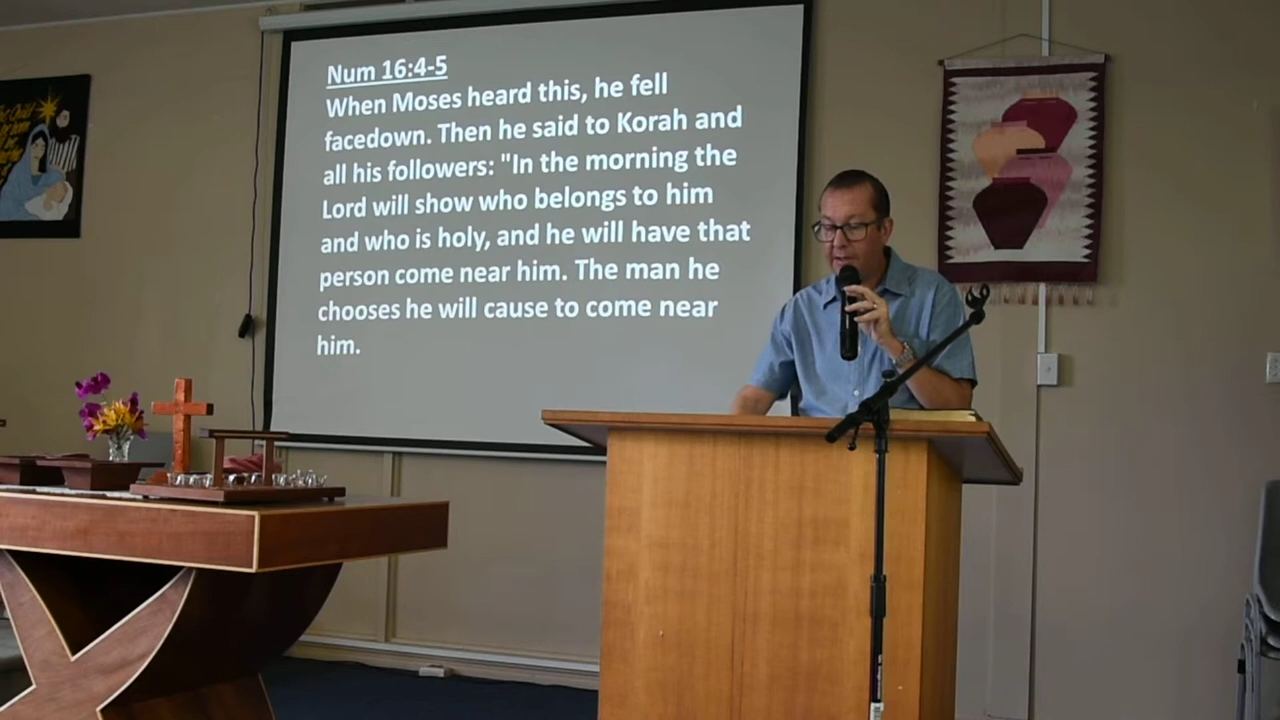 Num 16:4-5
When Moses heard this, he fell
facedown. Then he said to Korah and
all his followers: "In the morning the
Lord will show who belongs to him
and who is holy, and he will have that
person come near him. The man he
chooses he will cause to come near
him.